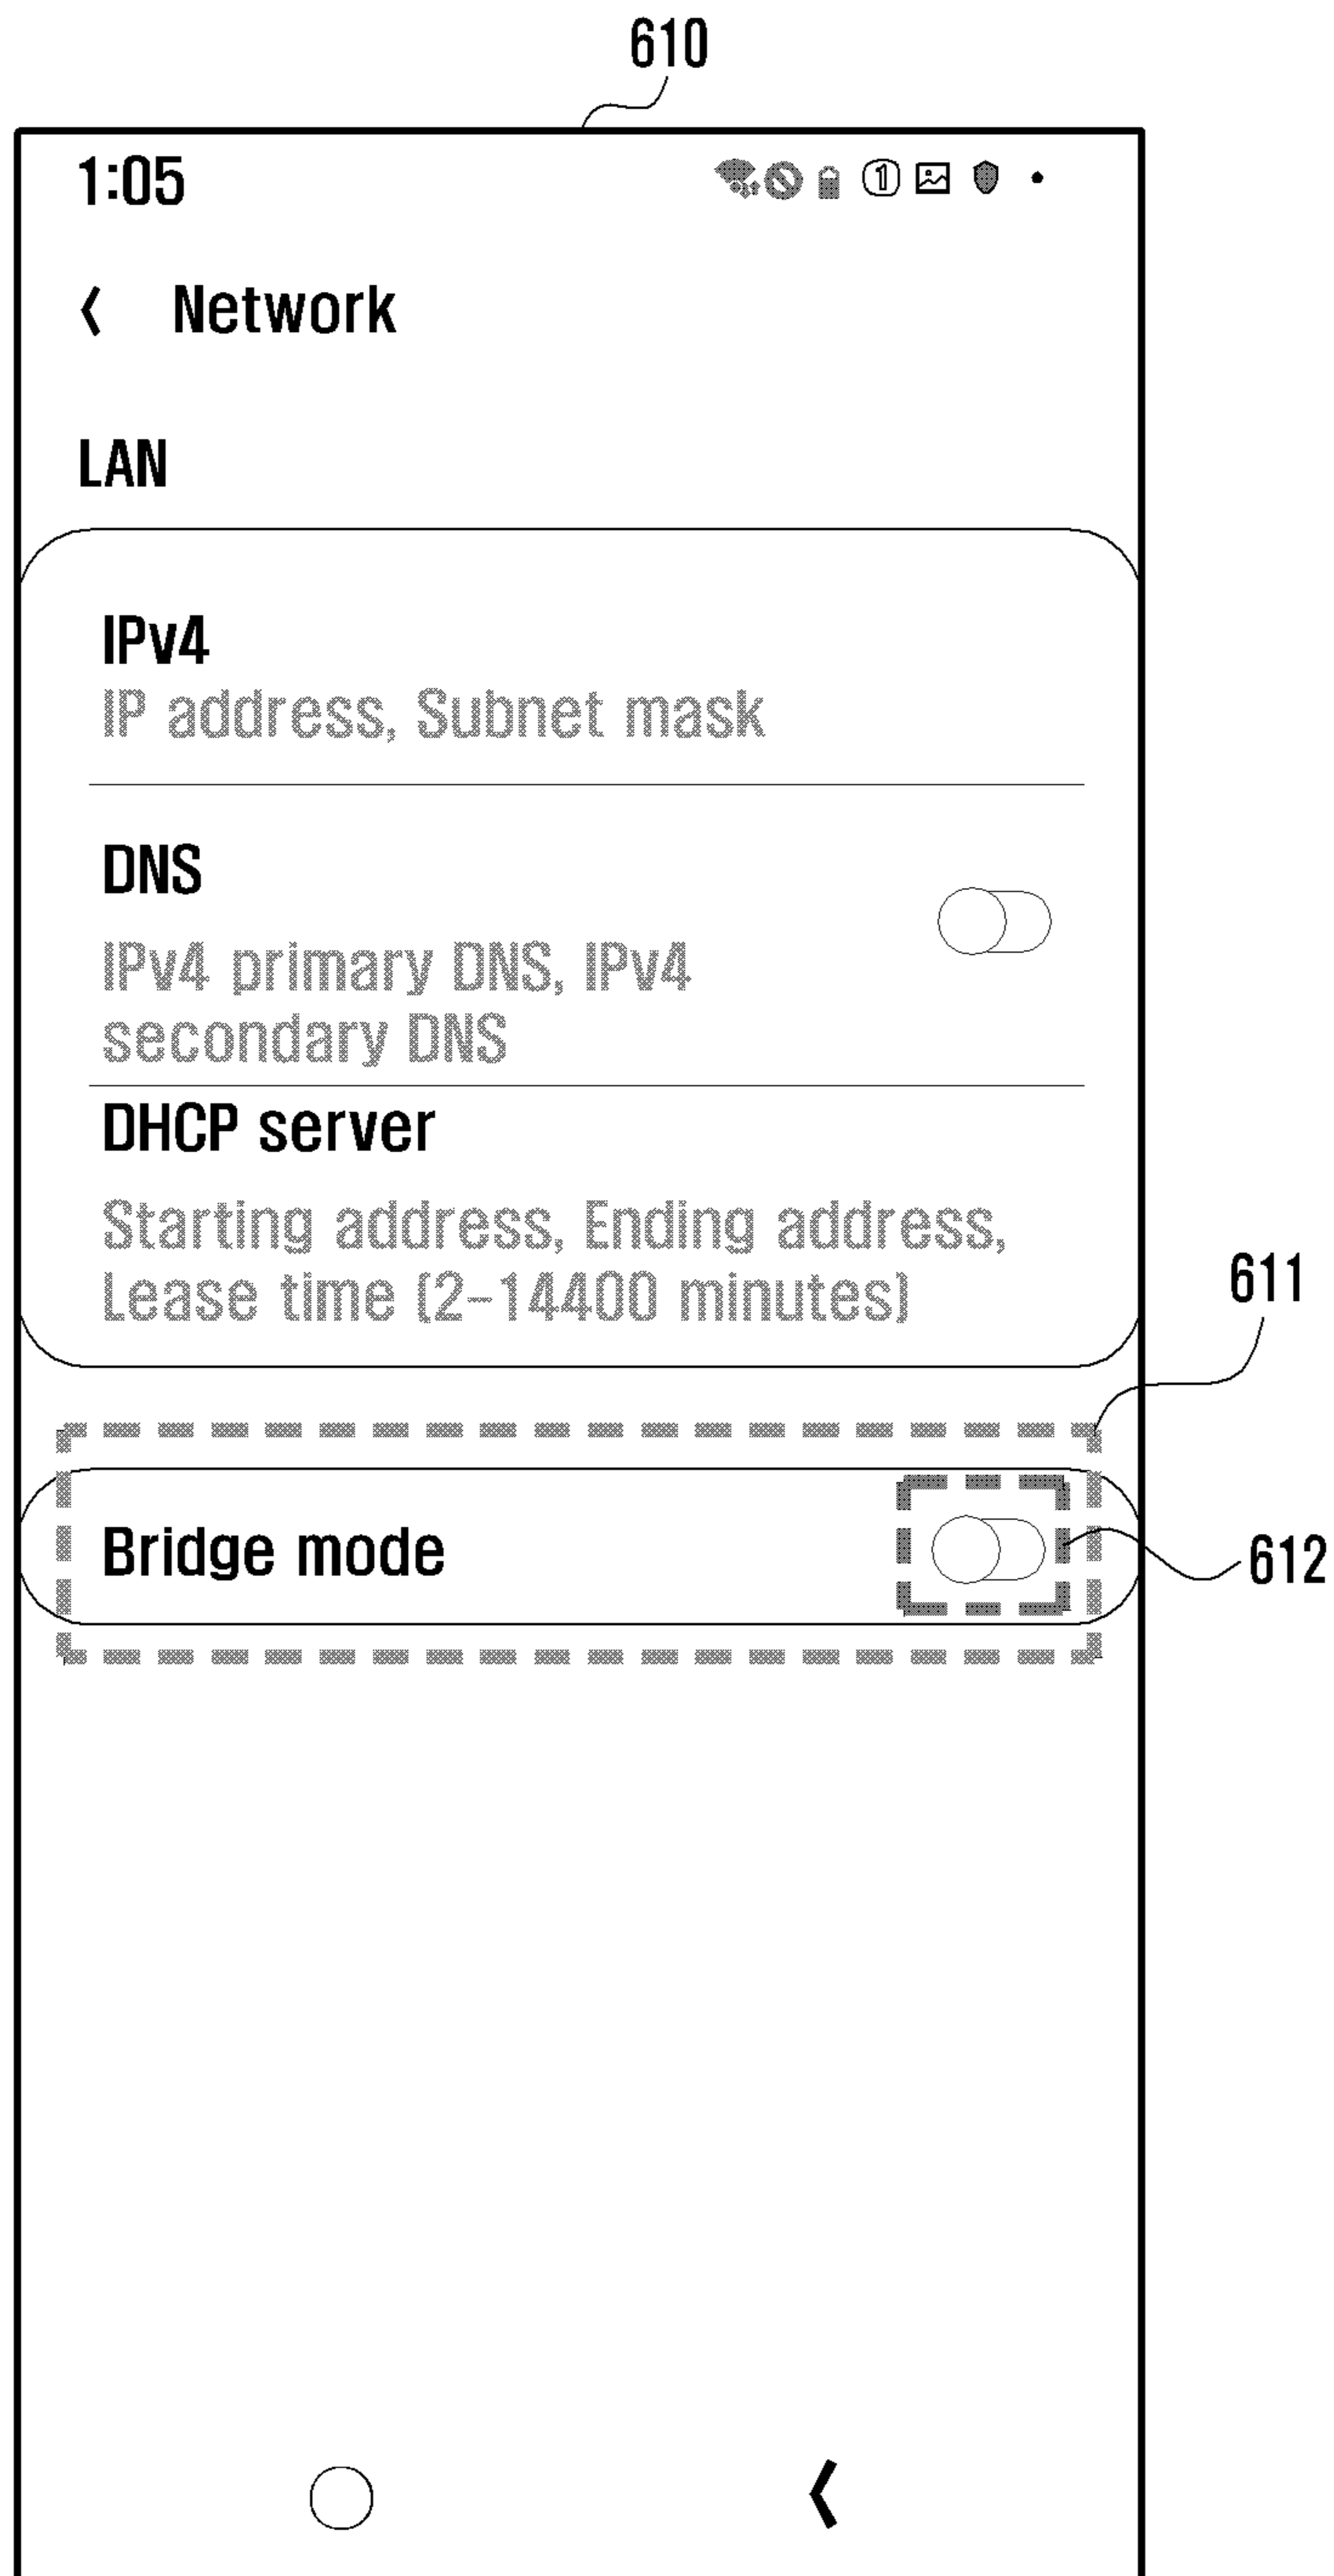 610
1:05
1
Network
LAN
IPv4
IP address, Subnet mask
DNS
IPv4 primary DNS, IPv4
secondary DNS
DHCP server
Starting address, Ending address,
Lease time (2-14400 minutes)
611
Bridge mode
612